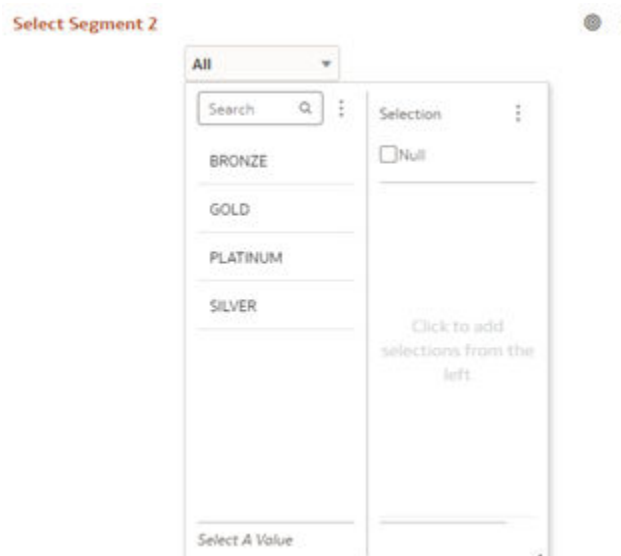 Select Segment 2
All
Search
BRONZE
GOLD
PLATINUM
SILVER
Select A Value
Selection
Null
Click to add
selections from the
left.